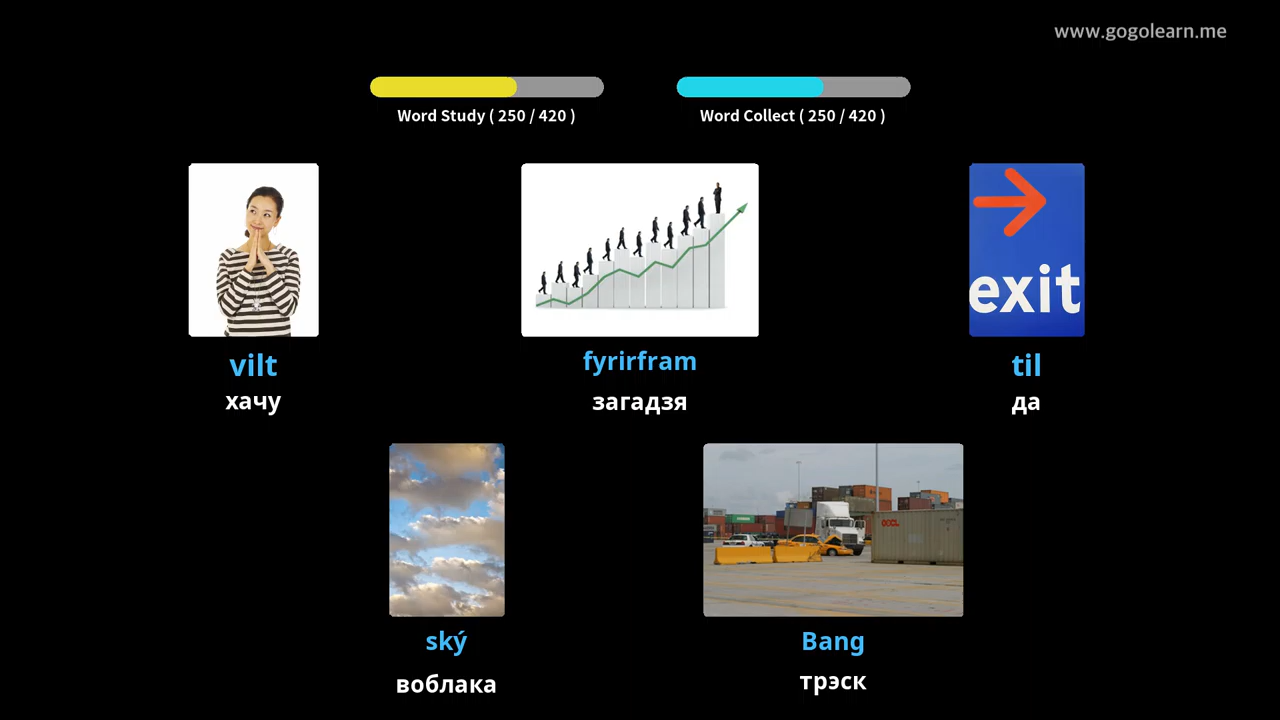 www.gogolearn.me
Word Study ( 250 / 420 )
Word Collect ( 250 / 420 )
exit
vilt
хачу
fyrirfram
загадзя
til
да
OOCL
ský
воблака
Bang
трэск